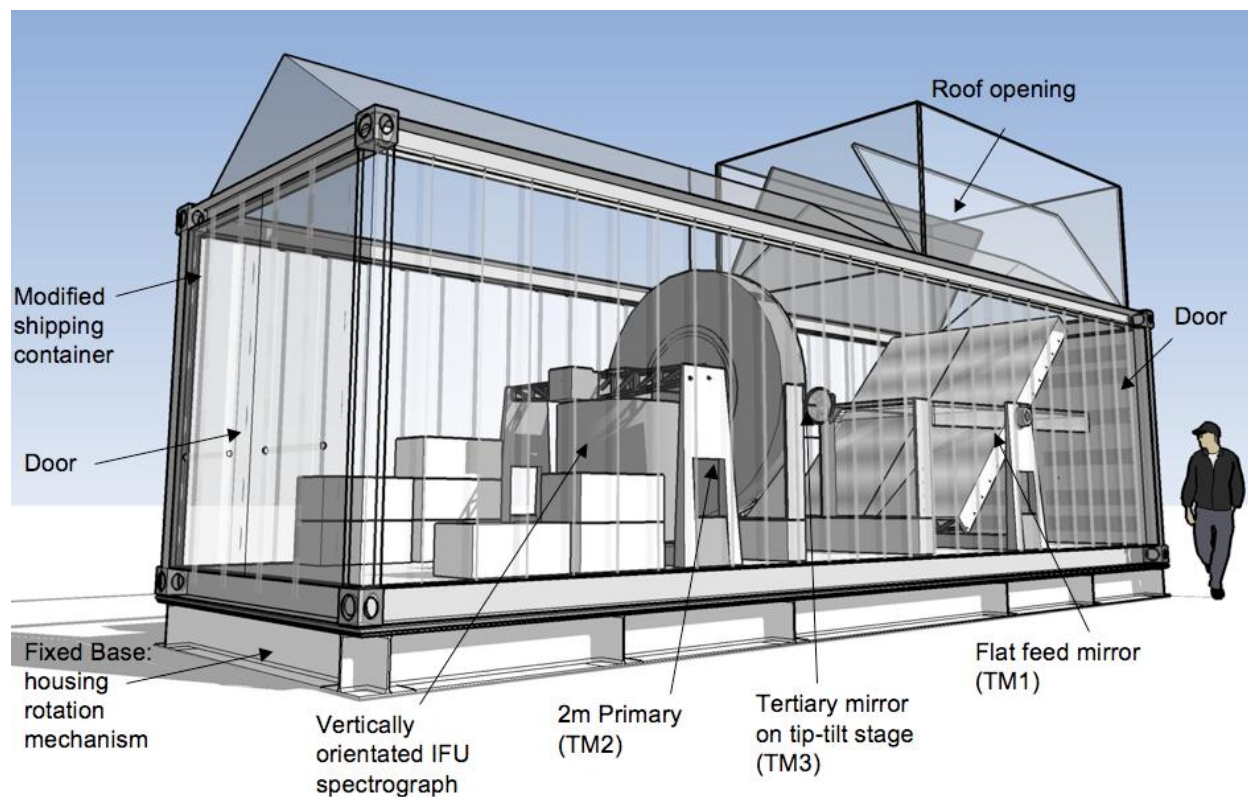 Roof opening
Modified
shipping
container
Door
Door
Fixed Base:
housing
rotation
mechanism
Vertically
orientated IFU
spectrograph
2m Primary
(TM2)
Tertiary mirror
on tip-tilt stage
(TM3)
Flat feed mirror
(TM1)